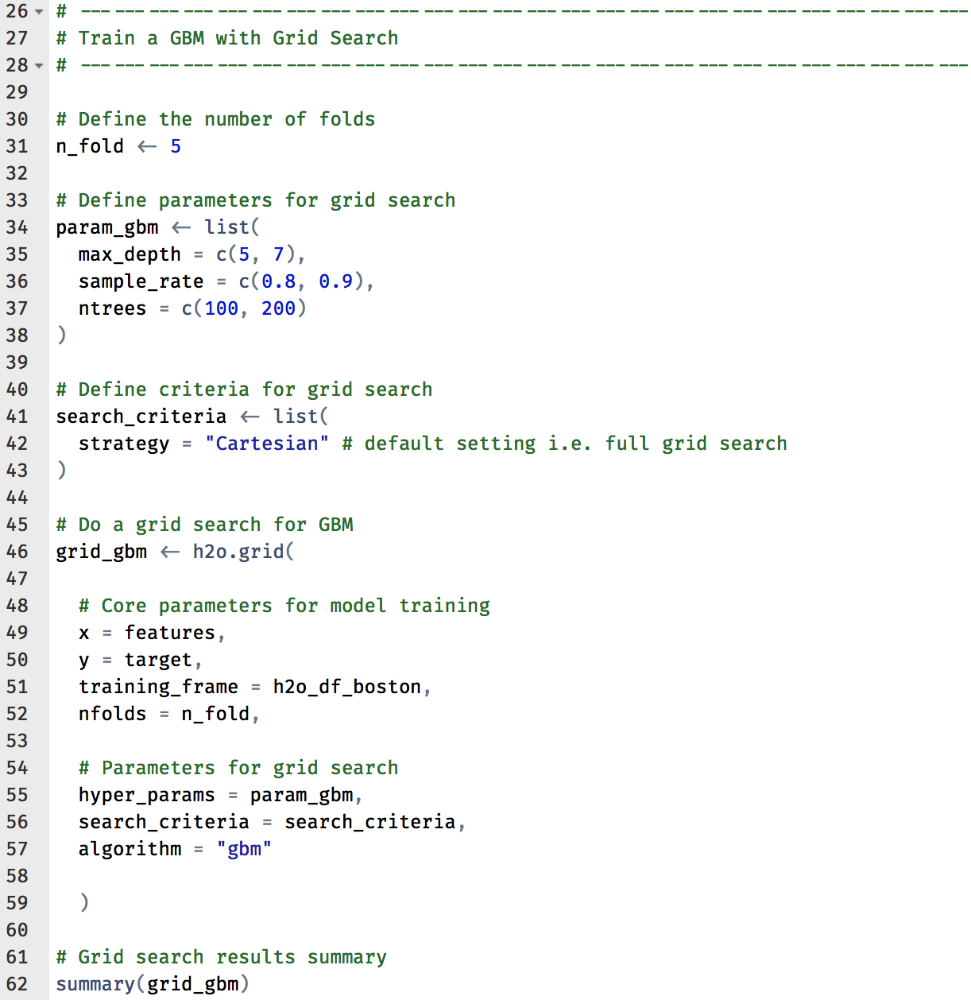 26 # --------------------------------------------------------------------------
27 # Train a GBM with Grid Search
28 # --------------------------------------------------------------------------
29
30 # Define the number of folds
31 n_fold <- 5
32
33 # Define parameters for grid search
34 param_gbm <- list(
35   max_depth = c(5, 7),
36   sample_rate = c(0.8, 0.9),
37   ntrees = c(100, 200)
38 )
39
40 # Define criteria for grid search
41 search_criteria <- list(
42   strategy = "Cartesian" # default setting i.e. full grid search
43 )
44
45 # Do a grid search for GBM
46 grid_gbm <- h2o.grid(
47
48   # Core parameters for model training
49   x = features,
50   y = target,
51   training_frame = h2o_df_boston,
52   nfolds = n_fold,
53
54   # Parameters for grid search
55   hyper_params = param_gbm,
56   search_criteria = search_criteria,
57   algorithm = "gbm"
58
59   )
60
61 # Grid search results summary
62 summary(grid_gbm)